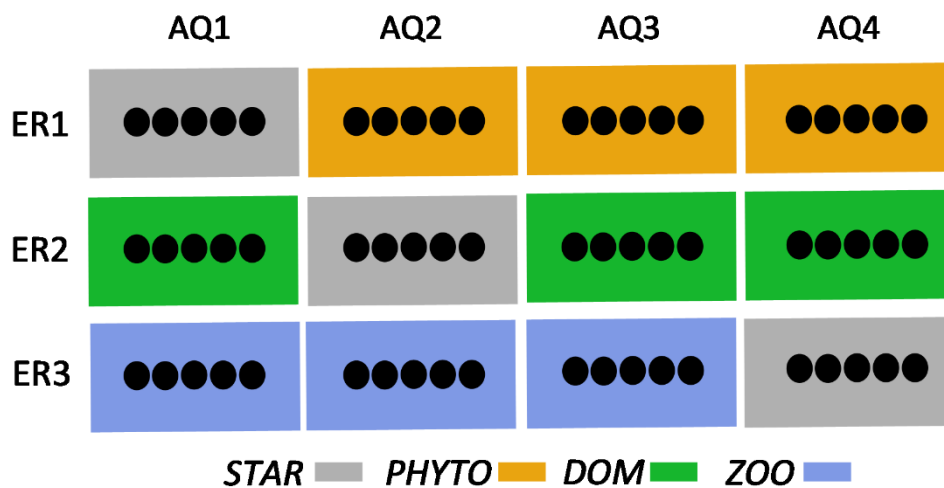 AQ1 AQ2 AQ3 AQ4
ER1
ER2
ER3
STAR PHYTO DOM ZOO